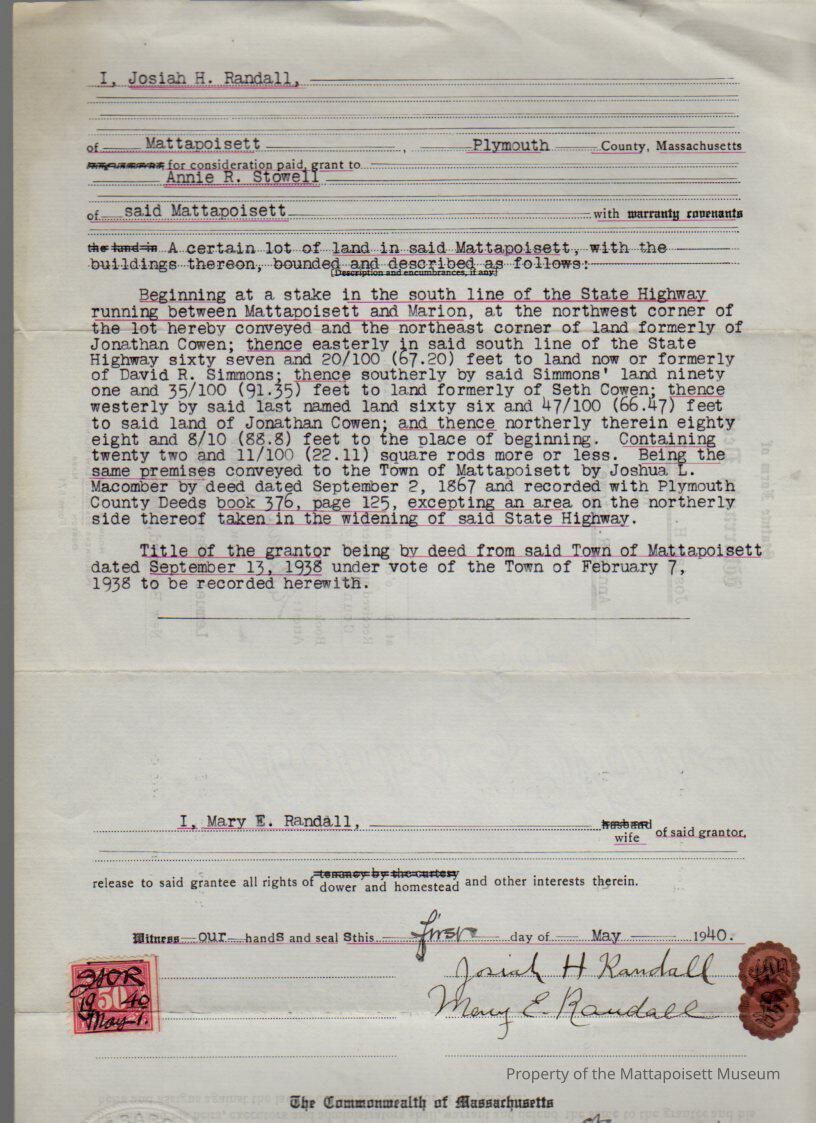 I, Josiah H. Randall,
of Mattapoisett, Plymouth County, Massachusetts
for consideration paid, grant to
Annie R. Stowell
of said Mattapoisett with warranty covenants
the land in A certain lot of land in said Mattapoisett, with the
buildings thereon, bounded and described as follows:
[Description and encumbrances, if any]
Beginning at a stake in the south line of the State Highway
running between Mattapoisett and Marion, at the northwest corner of
the lot hereby conveyed and the northeast corner of land formerly of
Jonathan Cowen; thence easterly in said south line of the State
Highway sixty seven and 20/100 (67.20) feet to land now or formerly
of David R. Simmons; thence southerly by said Simmons' land ninety
one and 35/100 (91.35) feet to land formerly of Seth Cowen; thence
westerly by said last named land sixty six and 47/100 (66.47) feet
to said land of Jonathan Cowen; and thence northerly therein eighty
eight and 8/10 (88.8) feet to the place of beginning. Containing
twenty two and 11/100 (22.11) square rods more or less. Being the
same premises conveyed to the Town of Mattapoisett by Joshua L.
Macomber by deed dated September 2, 1867 and recorded with Plymouth
County Deeds book 376, page 125, excepting an area on the northerly
side thereof taken in the widening of said State Highway.
Title of the grantor being by deed from said Town of Mattapoisett
dated September 13, 1938 under vote of the Town of February 7,
1938 to be recorded herewith.
I, Mary E. Randall, husband
wife of said grantor,
tenancy by the curtesy
release to said grantee all rights of dower and homestead and other interests therein.
Witness our hands and seal s this first day of May 1940.
Josiah H Randall
Mary E. Randall
JHR
50
1940
May 1.
Property of the Mattapoisett Museum
The Commonwealth of Massachusetts